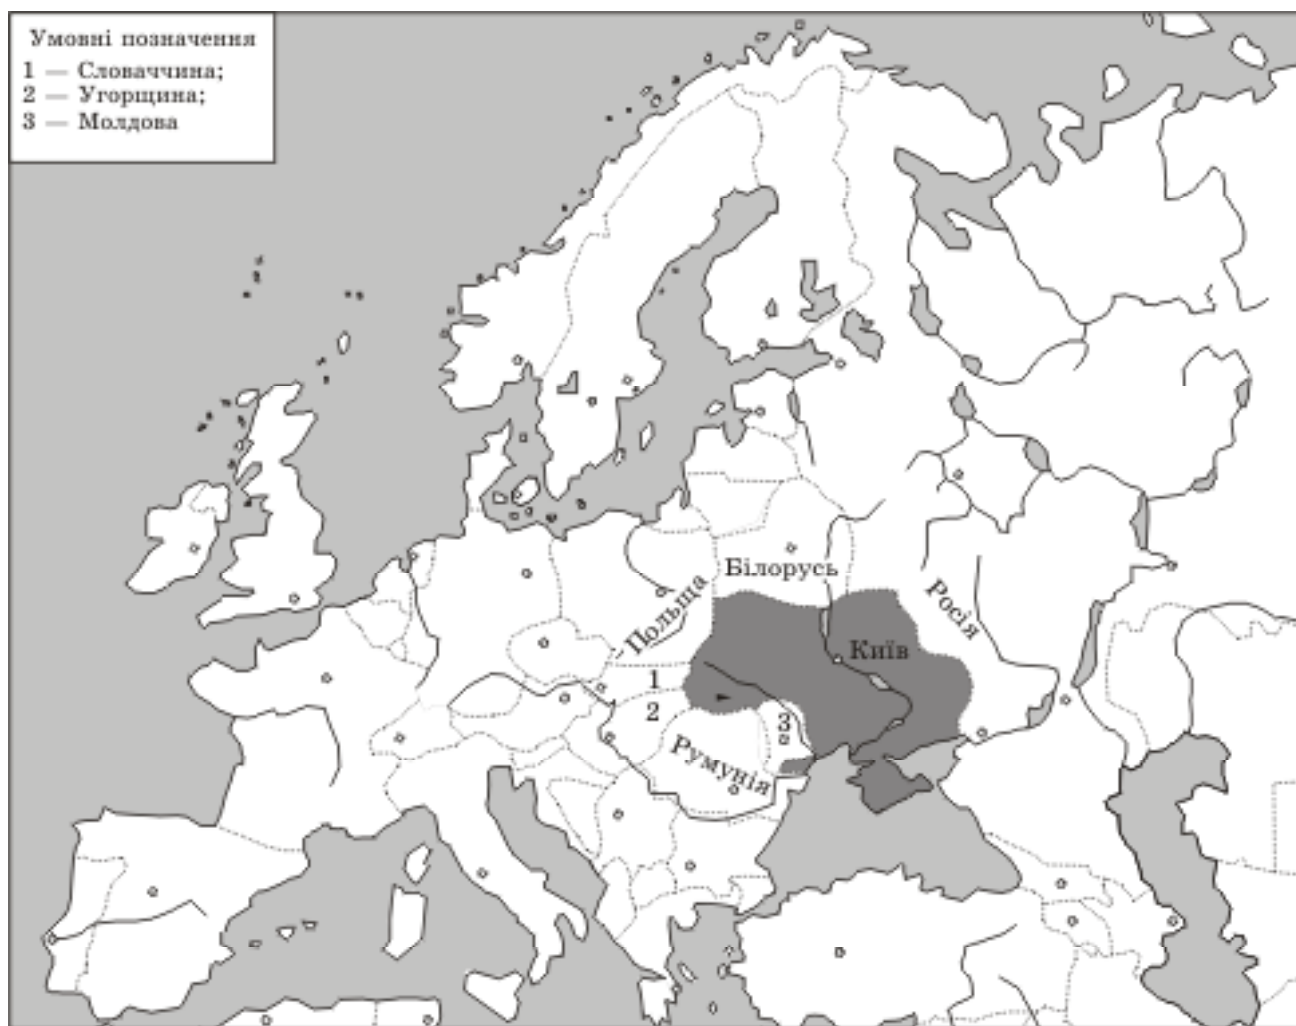 Умовні позначення
1 — Словаччина;
2 — Угорщина;
3 — Молдова
Білорусь
Польща
Росія
Київ
1
2
3
Румунія